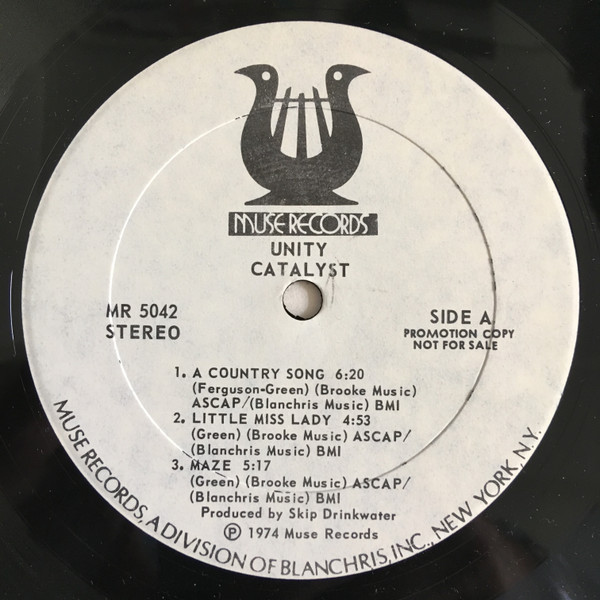 MUSE RECORDS
UNITY
CATALYST
MR 5042
STEREO
SIDE A
PROMOTION COPY
NOT FOR SALE
1. A COUNTRY SONG 6:20
(Ferguson-Green) (Brooke Music)
ASCAP/(Blanchris Music) BMI
2. LITTLE MISS LADY 4:53
(Green) (Brooke Music) ASCAP/
(Blanchris Music) BMI
3. MAZE 5:17
(Green) (Brooke Music) ASCAP/
(Blanchris Music) BMI
Produced by Skip Drinkwater
Ⓟ 1974 Muse Records
MUSE RECORDS, A DIVISION OF BLANCHRIS, INC., NEW YORK, N.Y.